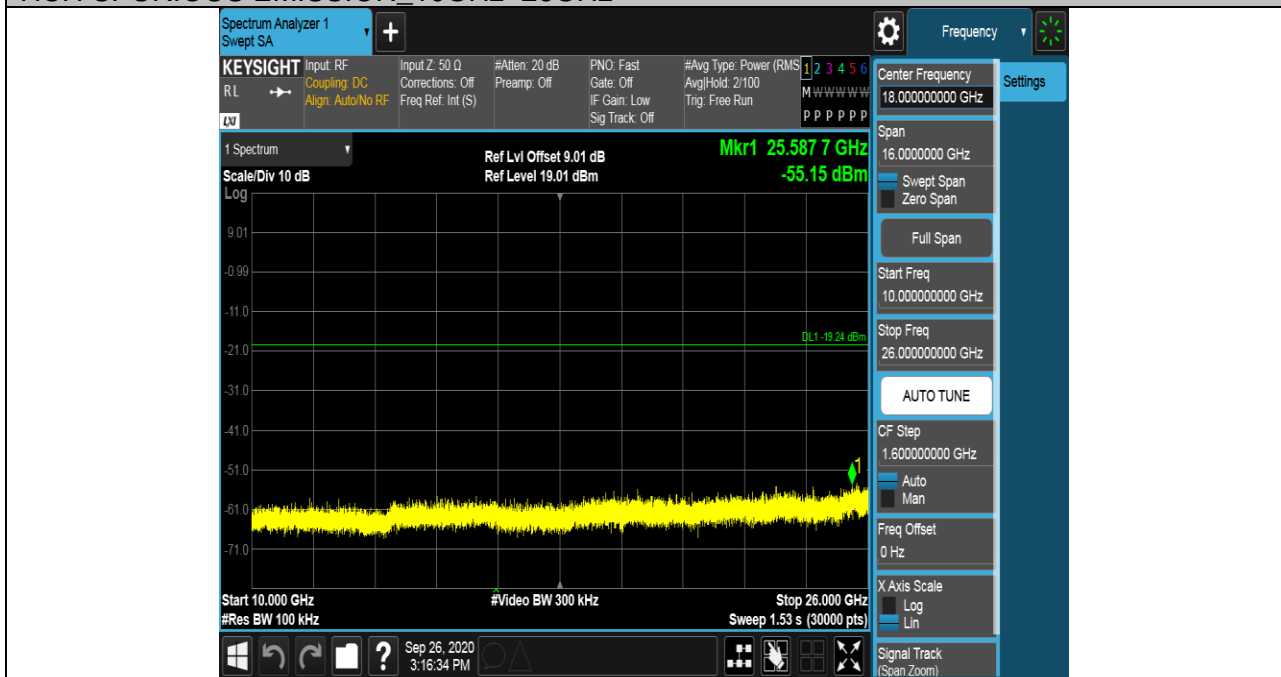 Spectrum Analyzer 1
Swept SA
+
Frequency
KEYSIGHT
RL
LXI
Input: RF
Coupling: DC
Align: Auto/No RF
Input Z: 50 Ω
Corrections: Off
Freq Ref: Int (S)
#Atten: 20 dB
Preamp: Off
PNO: Fast
Gate: Off
IF Gain: Low
Sig Track: Off
#Avg Type: Power (RMS
Avg|Hold: 2/100
Trig: Free Run
1 2 3 4 5 6
M W W W W W
P P P P P P
Center Frequency
18.000000000 GHz
Settings
1 Spectrum
Scale/Div 10 dB
Ref Lvl Offset 9.01 dB
Ref Level 19.01 dBm
Mkr1 25.587 7 GHz
-55.15 dBm
Span
16.0000000 GHz
Swept Span
Zero Span
Full Span
Start Freq
10.000000000 GHz
Stop Freq
26.000000000 GHz
AUTO TUNE
CF Step
1.600000000 GHz
Auto
Man
Freq Offset
0 Hz
X Axis Scale
Log
Lin
Signal Track
(Span Zoom)
Log
9.01
-0.99
-11.0
-21.0
-31.0
-41.0
-51.0
-61.0
-71.0
DL1 -19.24 dBm
1
Start 10.000 GHz
#Res BW 100 kHz
#Video BW 300 kHz
Stop 26.000 GHz
Sweep 1.53 s (30000 pts)
?
Sep 26, 2020
3:16:34 PM